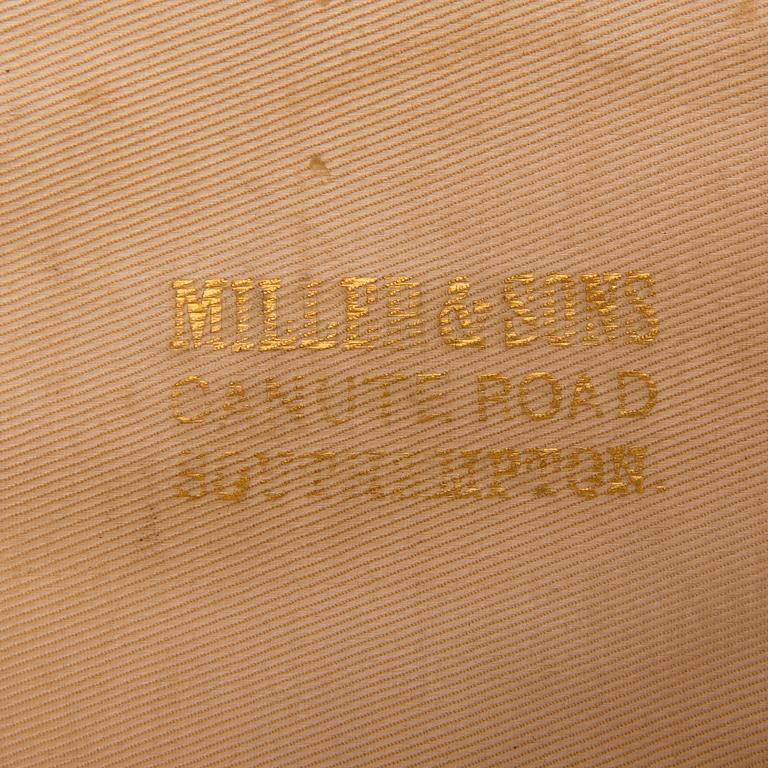 MILLER & SONS
CANUTE ROAD
SOUTHAMPTON.